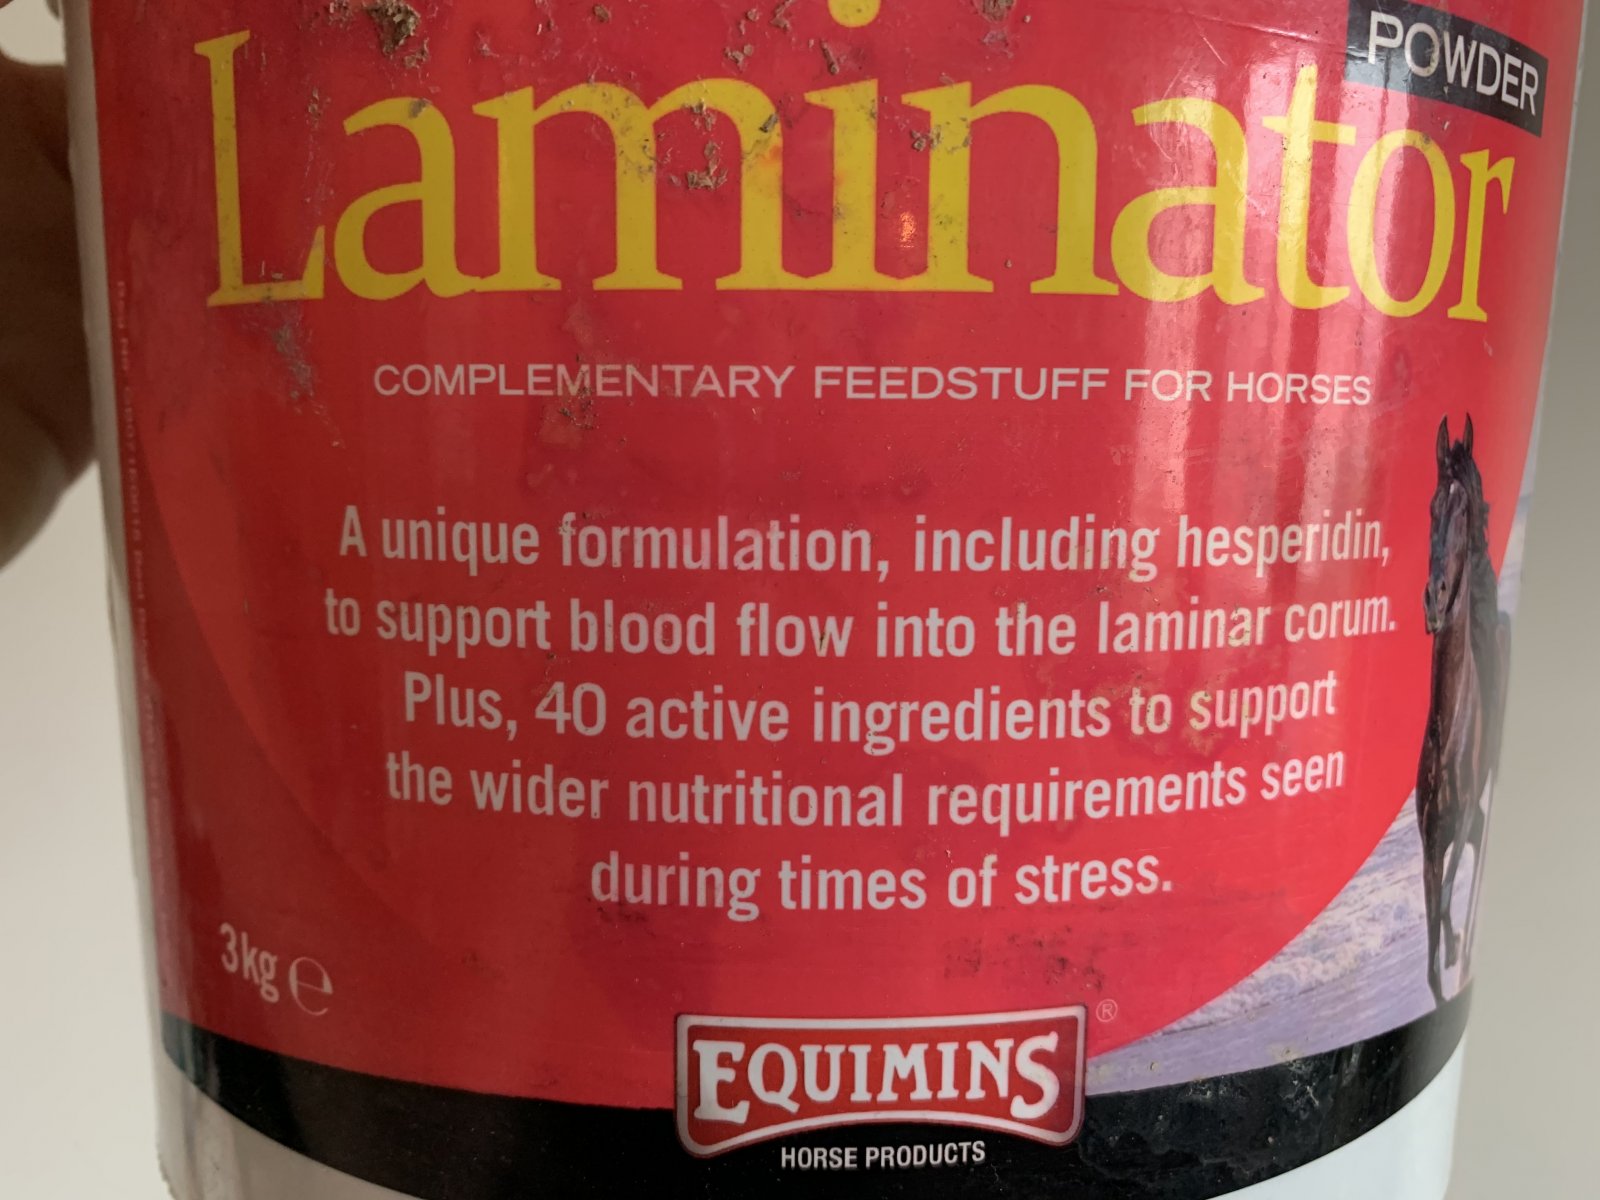 POWDER
Laminator
COMPLEMENTARY FEEDSTUFF FOR HORSES
A unique formulation, including hesperidin,
to support blood flow into the laminar corum.
Plus, 40 active ingredients to support
the wider nutritional requirements seen
during times of stress.
3kg ℮
EQUIMINS ®
HORSE PRODUCTS